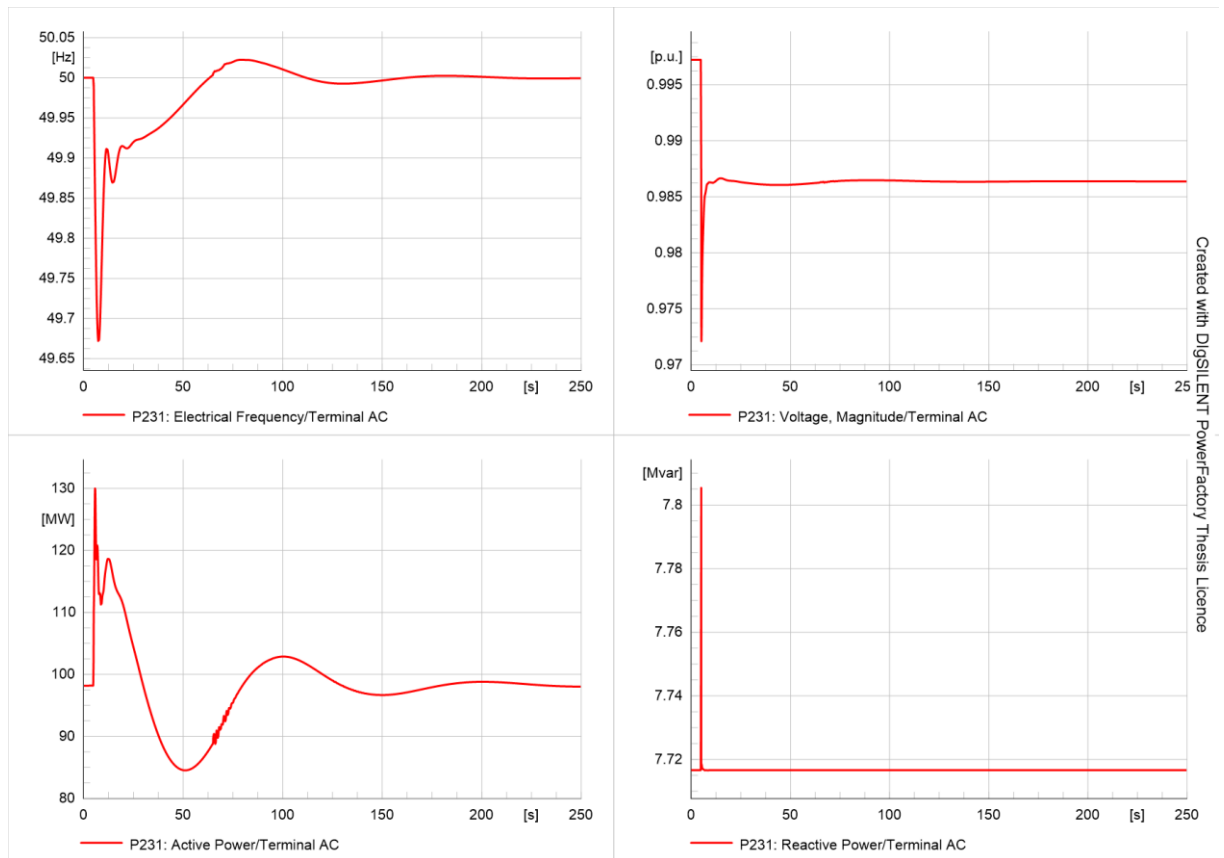 50.05
[Hz]
50
49.95
49.9
49.85
49.8
49.75
49.7
49.65
0 50 100 150 200 [s] 250
P231: Electrical Frequency/Terminal AC
[p.u.]
0.995
0.99
0.985
0.98
0.975
0.97
0 50 100 150 200 [s] 250
P231: Voltage, Magnitude/Terminal AC
130
[MW]
120
110
100
90
80
0 50 100 150 200 [s] 250
P231: Active Power/Terminal AC
[Mvar]
7.8
7.78
7.76
7.74
7.72
0 50 100 150 200 [s] 250
P231: Reactive Power/Terminal AC
Created with DIgSILENT PowerFactory Thesis Licence